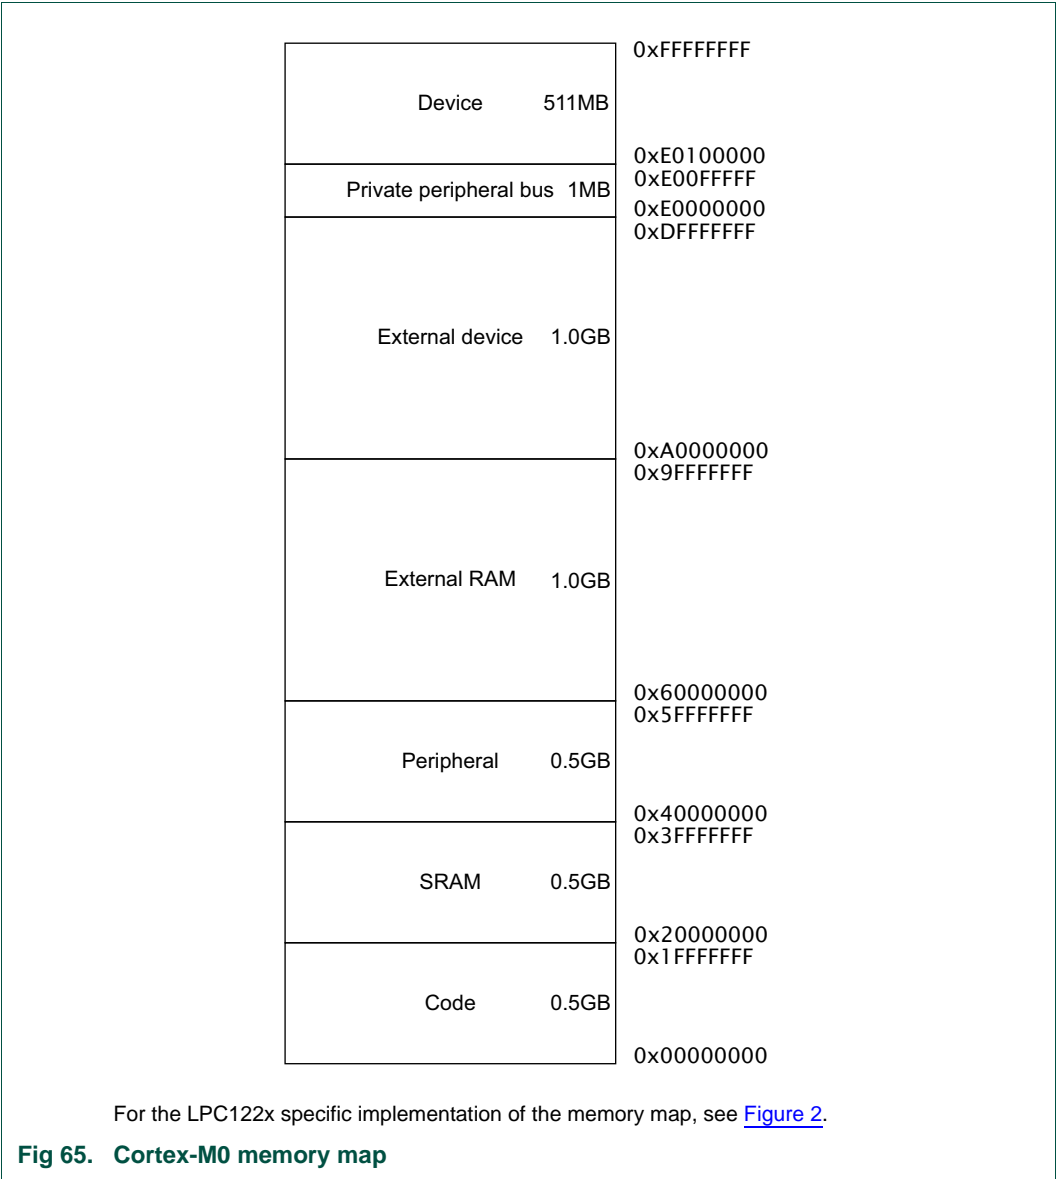 0xFFFFFFFF
Device 511MB
0xE0100000
0xE00FFFFF
Private peripheral bus 1MB
0xE0000000
0xDFFFFFFF
External device 1.0GB
0xA0000000
0x9FFFFFFF
External RAM 1.0GB
0x60000000
0x5FFFFFFF
Peripheral 0.5GB
0x40000000
0x3FFFFFFF
SRAM 0.5GB
0x20000000
0x1FFFFFFF
Code 0.5GB
0x00000000
For the LPC122x specific implementation of the memory map, see Figure 2.
Fig 65. Cortex-M0 memory map